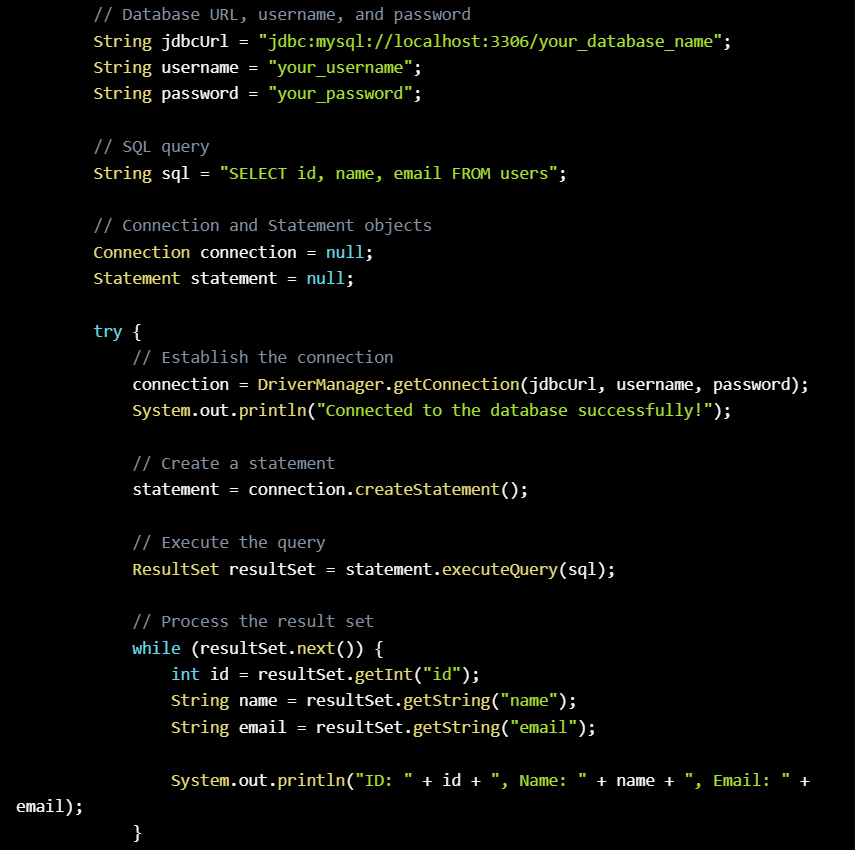 // Database URL, username, and password
String jdbcUrl = "jdbc:mysql://localhost:3306/your_database_name";
String username = "your_username";
String password = "your_password";
// SQL query
String sql = "SELECT id, name, email FROM users";
// Connection and Statement objects
Connection connection = null;
Statement statement = null;
try {
// Establish the connection
connection = DriverManager.getConnection(jdbcUrl, username, password);
System.out.println("Connected to the database successfully!");
// Create a statement
statement = connection.createStatement();
// Execute the query
ResultSet resultSet = statement.executeQuery(sql);
// Process the result set
while (resultSet.next()) {
int id = resultSet.getInt("id");
String name = resultSet.getString("name");
String email = resultSet.getString("email");
System.out.println("ID: " + id + ", Name: " + name + ", Email: " +
email);
}